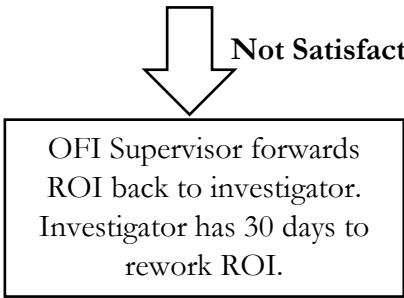 Not Satisfact
OFI Supervisor forwards
ROI back to investigator.
Investigator has 30 days to
rework ROI.